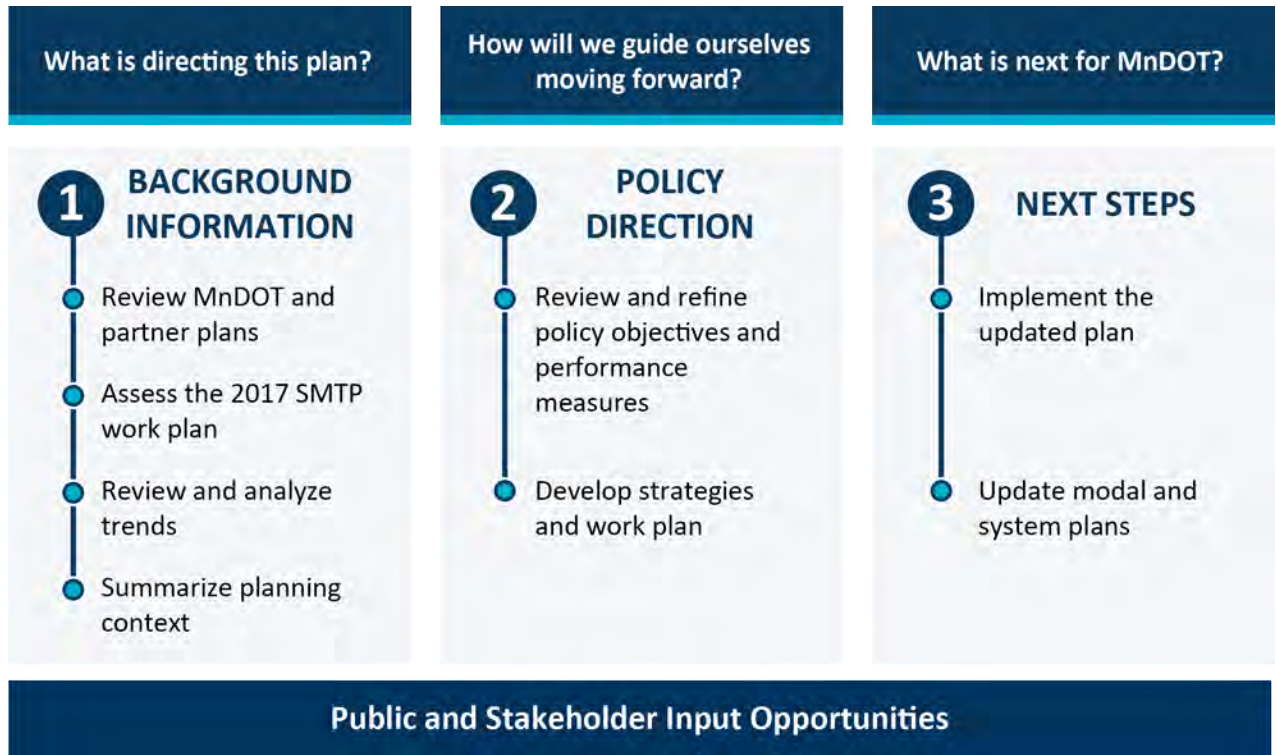 What is directing this plan?
How will we guide ourselves
moving forward?
What is next for MnDOT?
1
BACKGROUND
INFORMATION
Review MnDOT and
partner plans
Assess the 2017 SMTP
work plan
Review and analyze
trends
Summarize planning
context
2
POLICY
DIRECTION
Review and refine
policy objectives and
performance
measures
Develop strategies
and work plan
3
NEXT STEPS
Implement the
updated plan
Update modal and
system plans
Public and Stakeholder Input Opportunities